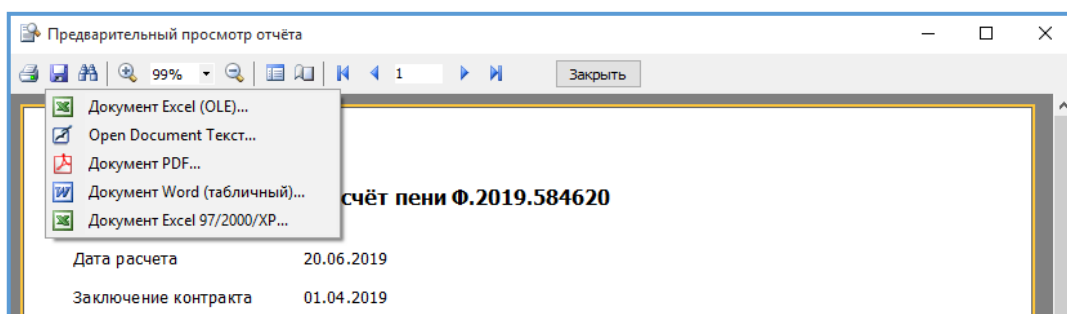 Предварительный просмотр отчёта
99% 1 Закрыть
Документ Excel (OLE)...
Open Document Текст...
Документ PDF...
Документ Word (табличный)...
Документ Excel 97/2000/XP...
счёт пени Ф.2019.584620
Дата расчета 20.06.2019
Заключение контракта 01.04.2019